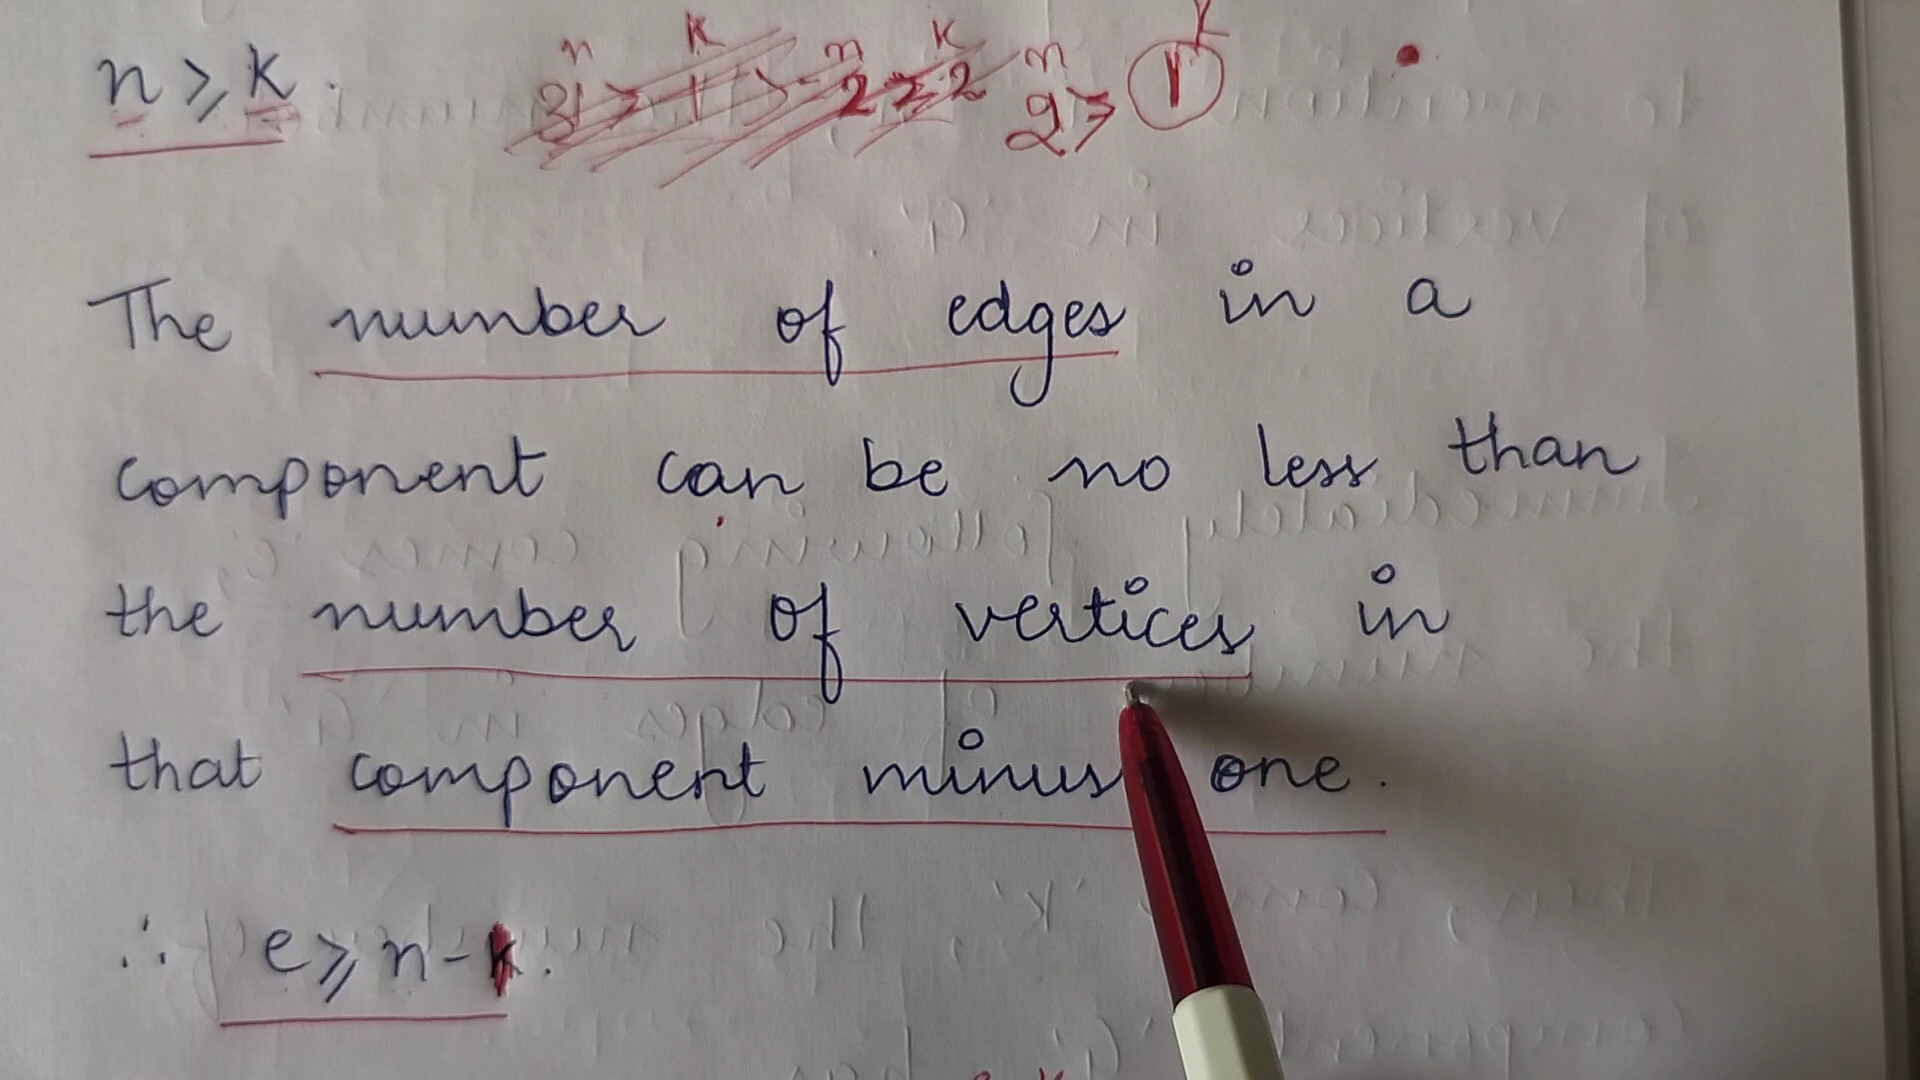 n ⩾ k.
n k n k n k
2 ⩾ 1
The number of edges in a
component can be no less than
the number of vertices in
that component minus one.
∴ e ⩾ n - k.